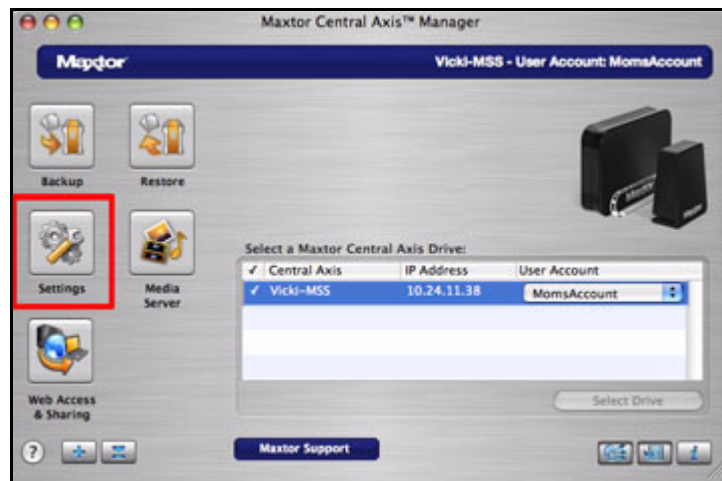 Maxtor Central Axis™ Manager
Maxtor
Vicki-MSS - User Account: MomsAccount
Backup
Restore
Settings
Media
Server
Web Access
& Sharing
Maxtor
Select a Maxtor Central Axis Drive:
✓ Central Axis IP Address User Account
✓ Vicki-MSS 10.24.11.38 MomsAccount
Select Drive
?
Maxtor Support
i